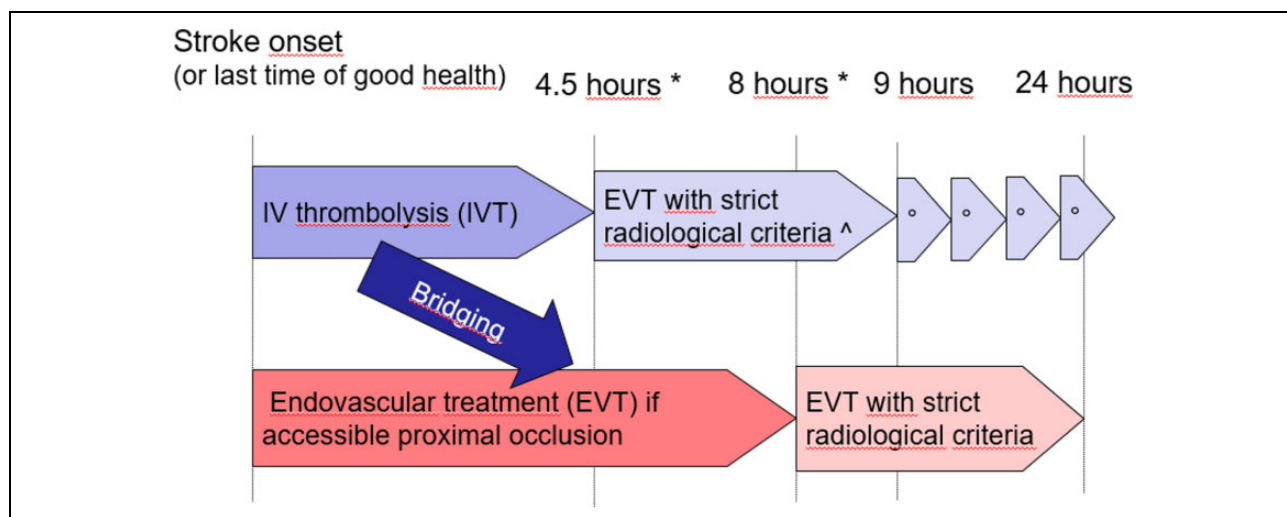 Stroke onset
(or last time of good health)
4.5 hours *
8 hours *
9 hours
24 hours
IV thrombolysis (IVT)
EVT with strict
radiological criteria ^
°
°
°
°
Bridging
Endovascular treatment (EVT) if
accessible proximal occlusion
EVT with strict
radiological criteria